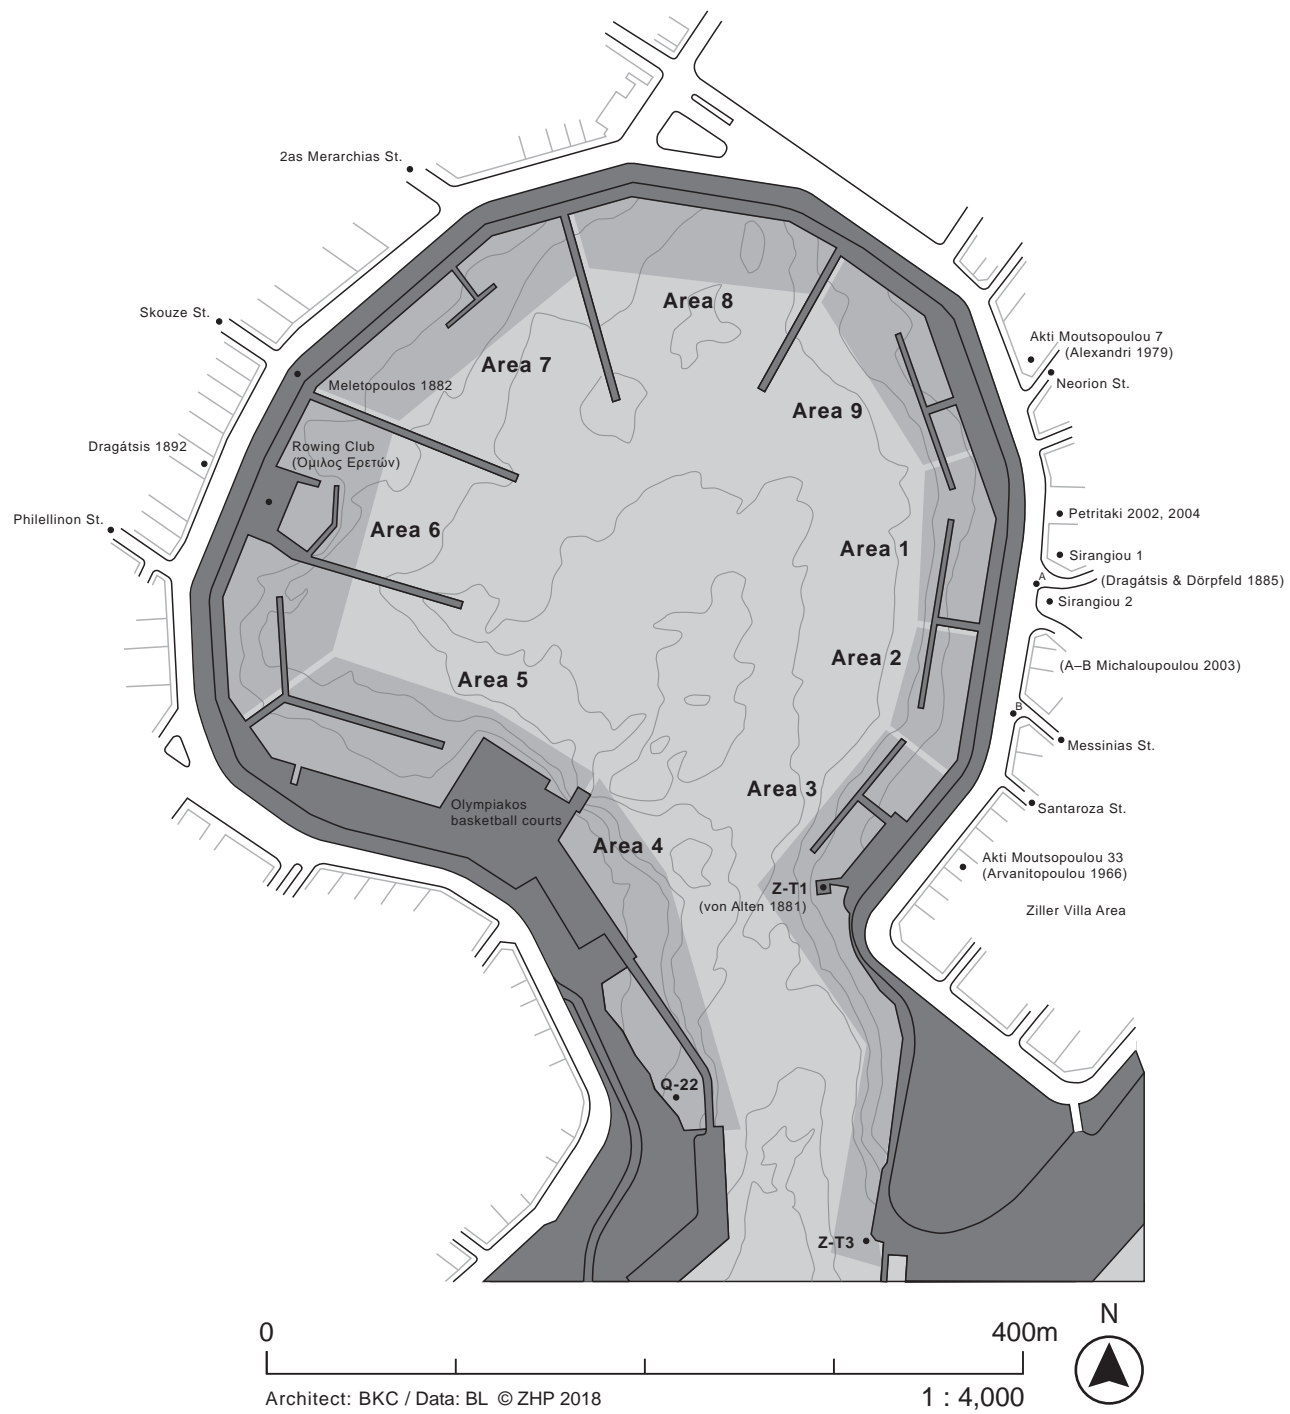 2as Merarchias St.
Area 8
Skouze St.
Akti Moutsopoulou 7
(Alexandri 1979)
Area 7
Neorion St.
Meletopoulos 1882
Area 9
Dragátsis 1892
Rowing Club
(Όμιλος Ερετών)
Philellinon St.
Area 6
Petritaki 2002, 2004
Area 1
Sirangiou 1
A
(Dragátsis & Dörpfeld 1885)
Sirangiou 2
Area 2
(A–B Michaloupoulou 2003)
Area 5
B
Messinias St.
Area 3
Olympiakos
basketball courts
Santaroza St.
Area 4
Akti Moutsopoulou 33
(Arvanitopoulou 1966)
Z-T1
(von Alten 1881)
Ziller Villa Area
Q-22
Z-T3
0
400m
N
Architect: BKC / Data: BL © ZHP 2018
1 : 4,000